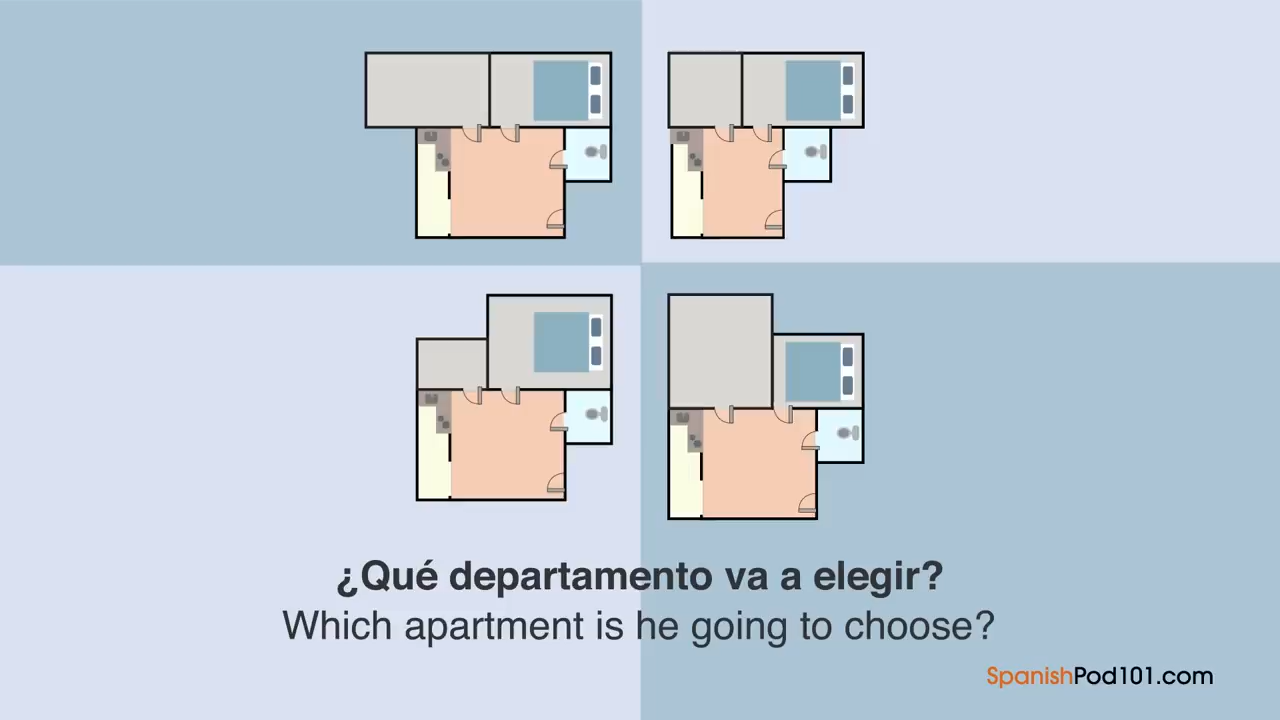 ¿Qué departamento va a elegir?
Which apartment is he going to choose?
SpanishPod101.com